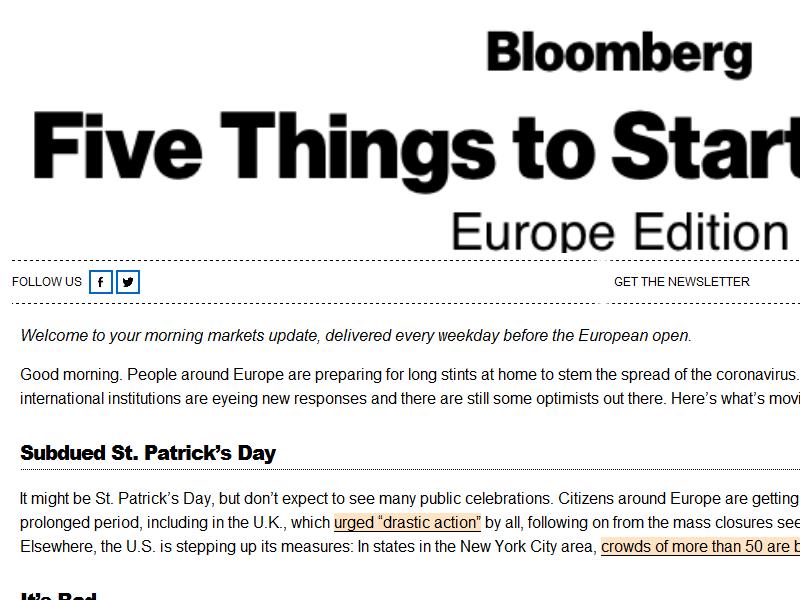 Bloomberg
Five Things to Start
Europe Edition
FOLLOW US
GET THE NEWSLETTER
Welcome to your morning markets update, delivered every weekday before the European open.
Good morning. People around Europe are preparing for long stints at home to stem the spread of the coronavirus.
international institutions are eyeing new responses and there are still some optimists out there. Here’s what’s movi
Subdued St. Patrick’s Day
It might be St. Patrick’s Day, but don’t expect to see many public celebrations. Citizens around Europe are getting
prolonged period, including in the U.K., which urged “drastic action” by all, following on from the mass closures see
Elsewhere, the U.S. is stepping up its measures: In states in the New York City area, crowds of more than 50 are b
It’s Bad